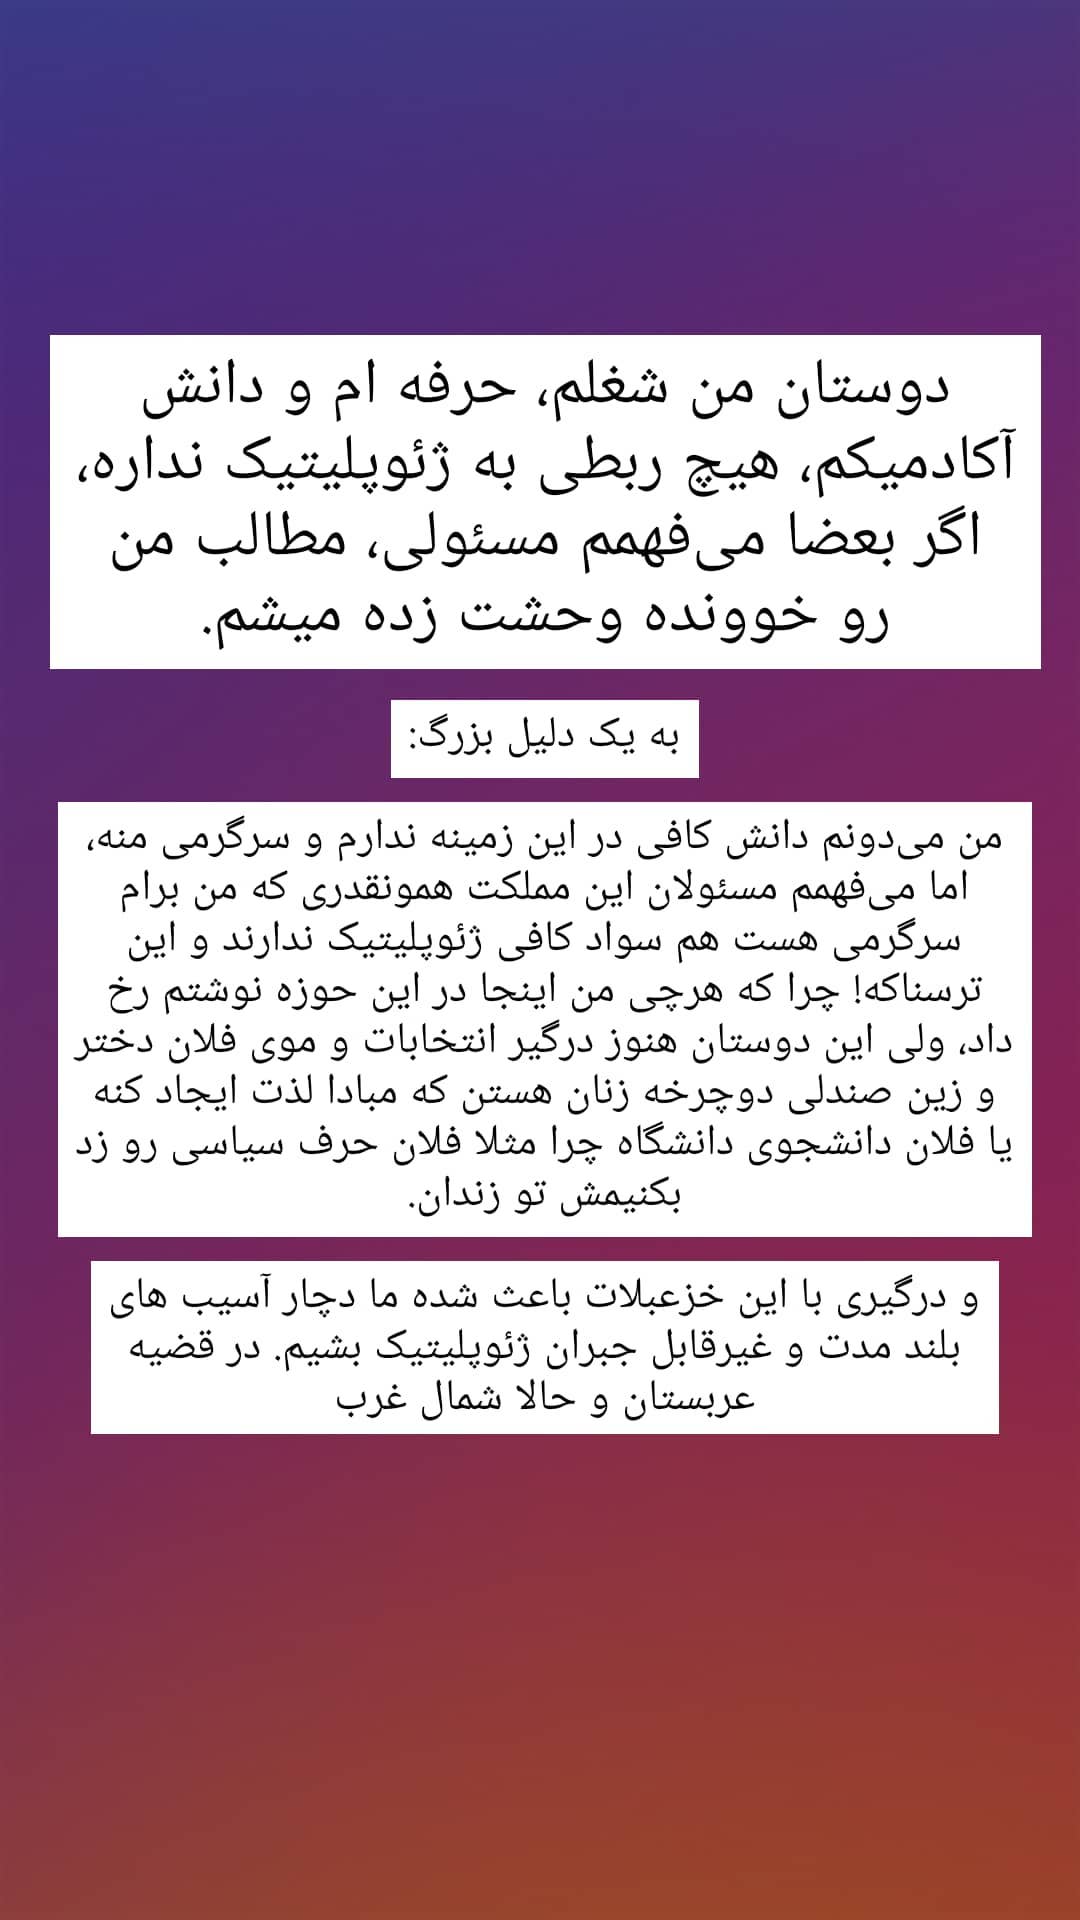 دوستان من شغلم، حرفه ام و دانش
آکادمیکم، هیچ ربطی به ژئوپلیتیک نداره،
اگر بعضا می‌فهمم مسئولی، مطالب من
رو خوونده وحشت زده میشم.
به یک دلیل بزرگ:
من می‌دونم دانش کافی در این زمینه ندارم و سرگرمی منه،
اما می‌فهمم مسئولان این مملکت همونقدری که من برام
سرگرمی هست هم سواد کافی ژئوپلیتیک ندارند و این
ترسناکه! چرا که هرچی من اینجا در این حوزه نوشتم رخ
داد، ولی این دوستان هنوز درگیر انتخابات و موی فلان دختر
و زین صندلی دوچرخه زنان هستن که مبادا لذت ایجاد کنه
یا فلان دانشجوی دانشگاه چرا مثلا فلان حرف سیاسی رو زد
بکنیمش تو زندان.
و درگیری با این خزعبلات باعث شده ما دچار آسیب های
بلند مدت و غیرقابل جبران ژئوپلیتیک بشیم. در قضیه
عربستان و حالا شمال غرب